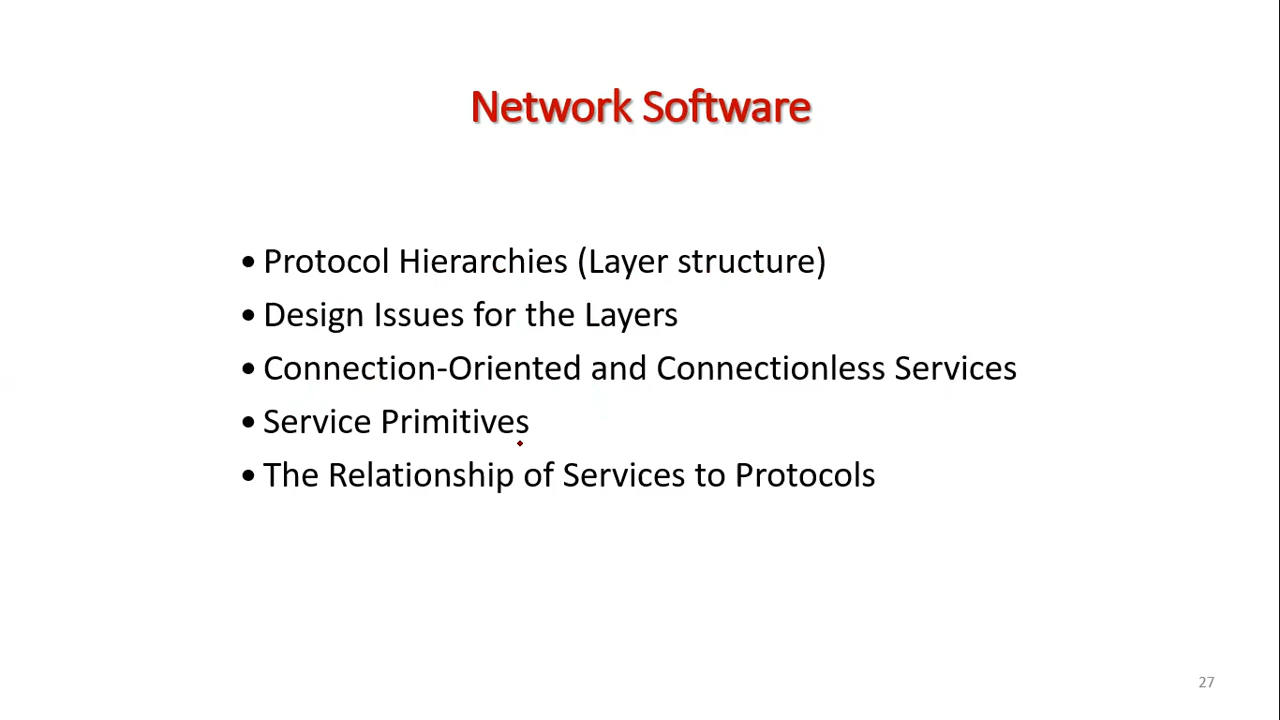 Network Software
• Protocol Hierarchies (Layer structure)
• Design Issues for the Layers
• Connection-Oriented and Connectionless Services
• Service Primitives
• The Relationship of Services to Protocols
27